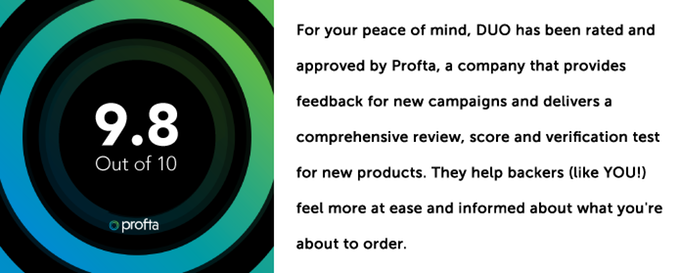 9.8
Out of 10
profta
For your peace of mind, DUO has been rated and
approved by Profta, a company that provides
feedback for new campaigns and delivers a
comprehensive review, score and verification test
for new products. They help backers (like YOU!)
feel more at ease and informed about what you're
about to order.